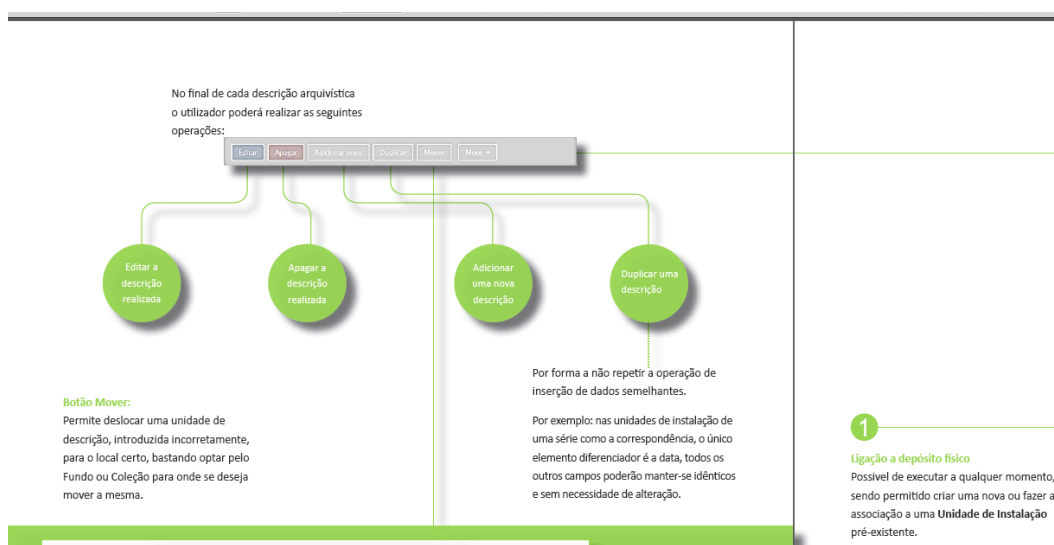 No final de cada descrição arquivística
o utilizador poderá realizar as seguintes
operações:
Editar Apagar Adicionar novo Duplicar Mover More
Editar a
descrição
realizada
Apagar a
descrição
realizada
Adicionar
uma nova
descrição
Duplicar uma
descrição
Por forma a não repetir a operação de
inserção de dados semelhantes.
Por exemplo: nas unidades de instalação de
uma série como a correspondência, o único
elemento diferenciador é a data, todos os
outros campos poderão manter-se idênticos
e sem necessidade de alteração.
Botão Mover:
Permite deslocar uma unidade de
descrição, introduzida incorretamente,
para o local certo, bastando optar pelo
Fundo ou Coleção para onde se deseja
mover a mesma.
1
Ligação a depósito físico
Possivel de executar a qualquer momento,
sendo permitido criar uma nova ou fazer a
associação a uma Unidade de Instalação
pré-existente.